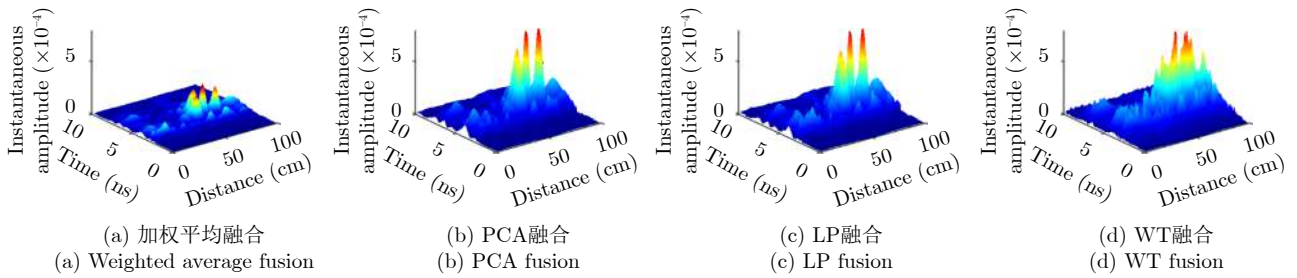 Instantaneous
amplitude (×10⁻⁴)
5
0
10
5
0
Time (ns)
0
50
100
Distance (cm)
(a) 加权平均融合
(a) Weighted average fusion
Instantaneous
amplitude (×10⁻⁴)
5
0
10
5
0
Time (ns)
0
50
100
Distance (cm)
(b) PCA融合
(b) PCA fusion
Instantaneous
amplitude (×10⁻⁴)
5
0
10
5
0
Time (ns)
0
50
100
Distance (cm)
(c) LP融合
(c) LP fusion
Instantaneous
amplitude (×10⁻⁴)
5
0
10
5
0
Time (ns)
0
50
100
Distance (cm)
(d) WT融合
(d) WT fusion